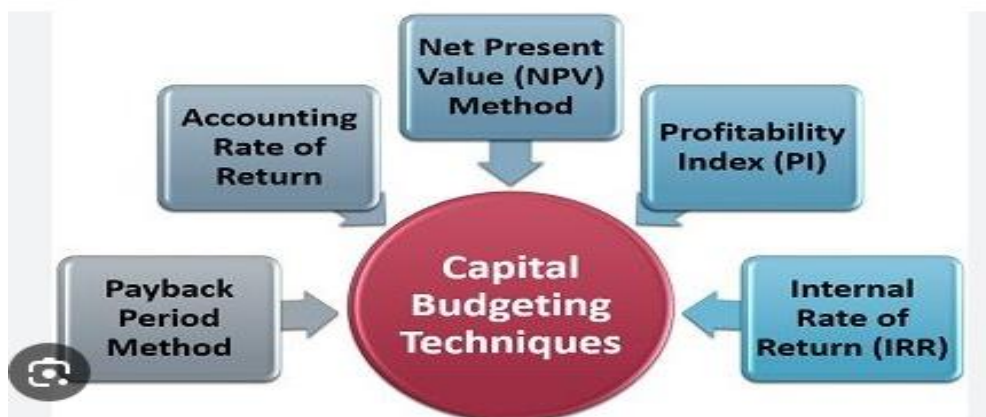 Net Present
Value (NPV)
Method
Accounting
Rate of
Return
Profitability
Index (PI)
Payback
Period
Method
Capital
Budgeting
Techniques
Internal
Rate of
Return (IRR)